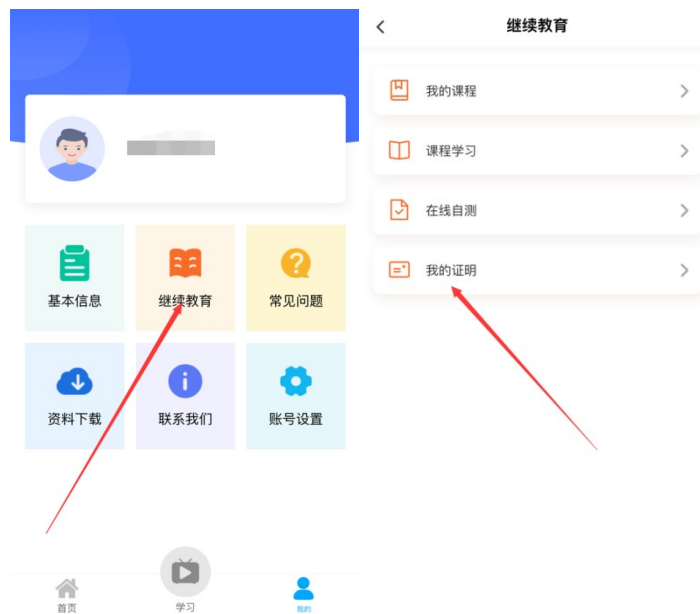 基本信息
继续教育
常见问题
资料下载
联系我们
账号设置
首页
学习
我的
继续教育
我的课程
课程学习
在线自测
我的证明